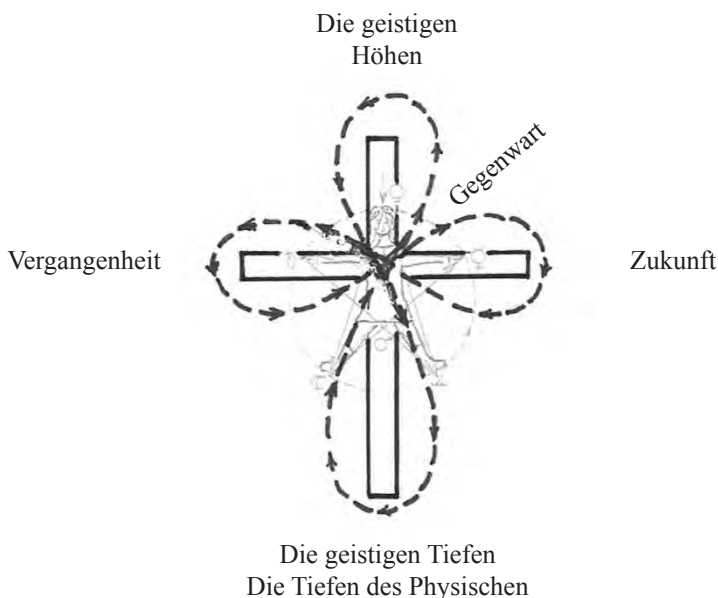 Die geistigen
Höhen
Gegenwart
Vergangenheit
Zukunft
Die geistigen Tiefen
Die Tiefen des Physischen